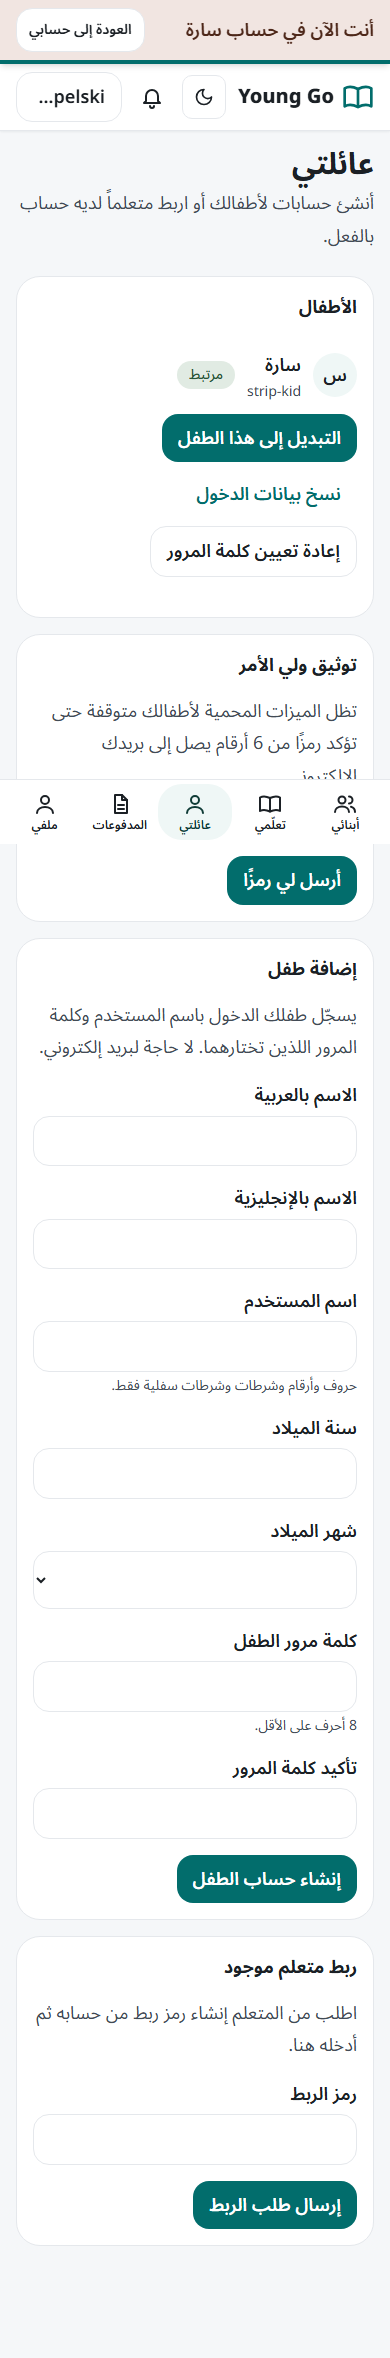 أنت الآن في حساب سارة
العودة إلى حسابي
Young Go
pelski...
عائلتي
أنشئ حسابات لأطفالك أو اربط متعلماً لديه حساب
بالفعل.
الأطفال
س
سارة
مرتبط
strip-kid
التبديل إلى هذا الطفل
نسخ بيانات الدخول
إعادة تعيين كلمة المرور
توثيق ولي الأمر
تظل الميزات المحمية لأطفالك متوقفة حتى
تؤكد رمزًا من 6 أرقام يصل إلى بريدك
أبنائي
تعلّمي
عائلتي
المدفوعات
ملفي
أرسل لي رمزًا
إضافة طفل
يسجّل طفلك الدخول باسم المستخدم وكلمة
المرور اللذين تختارهما. لا حاجة لبريد إلكتروني.
الاسم بالعربية
الاسم بالإنجليزية
اسم المستخدم
حروف وأرقام وشرطات وشرطات سفلية فقط.
سنة الميلاد
شهر الميلاد
كلمة مرور الطفل
8 أحرف على الأقل.
تأكيد كلمة المرور
إنشاء حساب الطفل
ربط متعلم موجود
اطلب من المتعلم إنشاء رمز ربط من حسابه ثم
أدخله هنا.
رمز الربط
إرسال طلب الربط